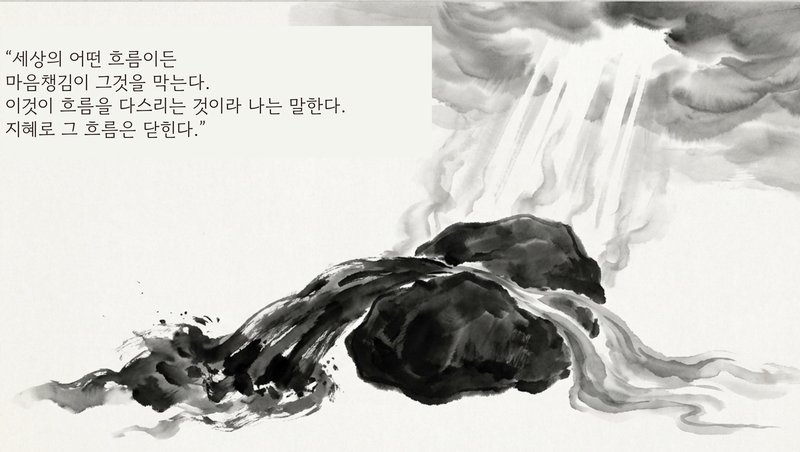 “세상의 어떤 흐름이든
마음챙김이 그것을 막는다.
이것이 흐름을 다스리는 것이라 나는 말한다.
지혜로 그 흐름은 닫힌다.”